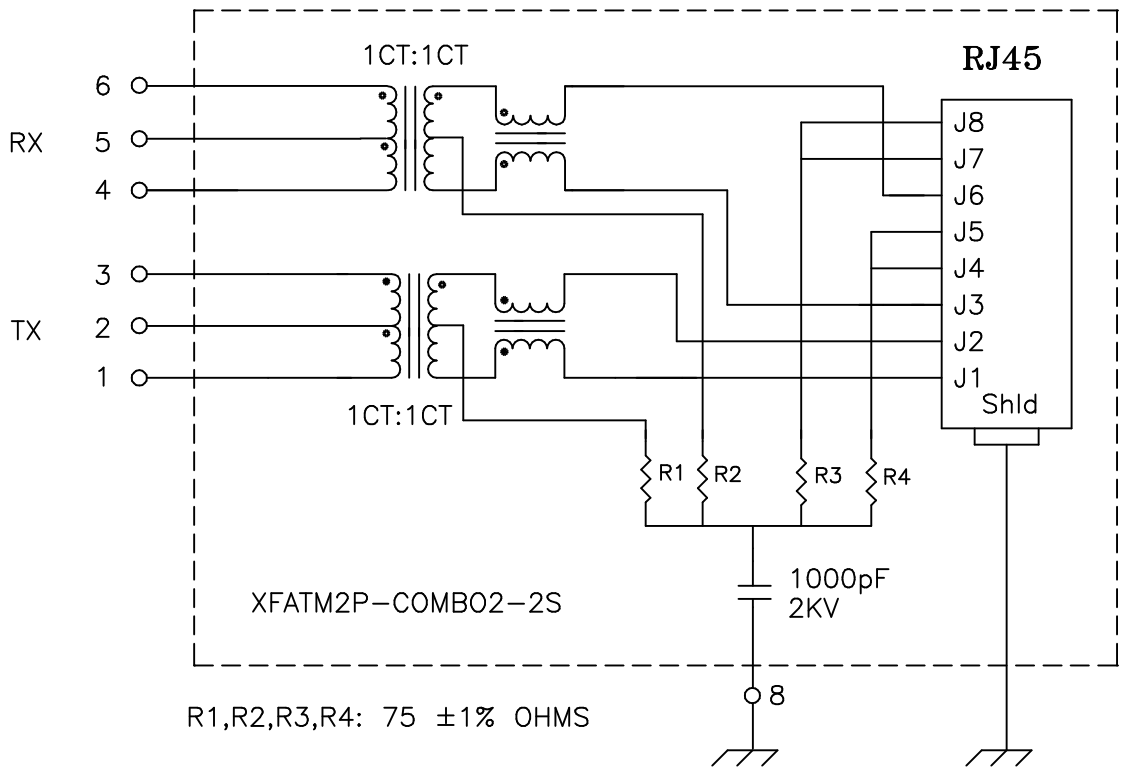 1CT:1CT
RJ45
6
RX 5
4
3
TX 2
1
J8
J7
J6
J5
J4
J3
J2
J1
Shld
1CT:1CT
R1
R2
R3
R4
1000pF
2KV
XFATM2P-COMBO2-2S
8
R1,R2,R3,R4: 75 ±1% OHMS